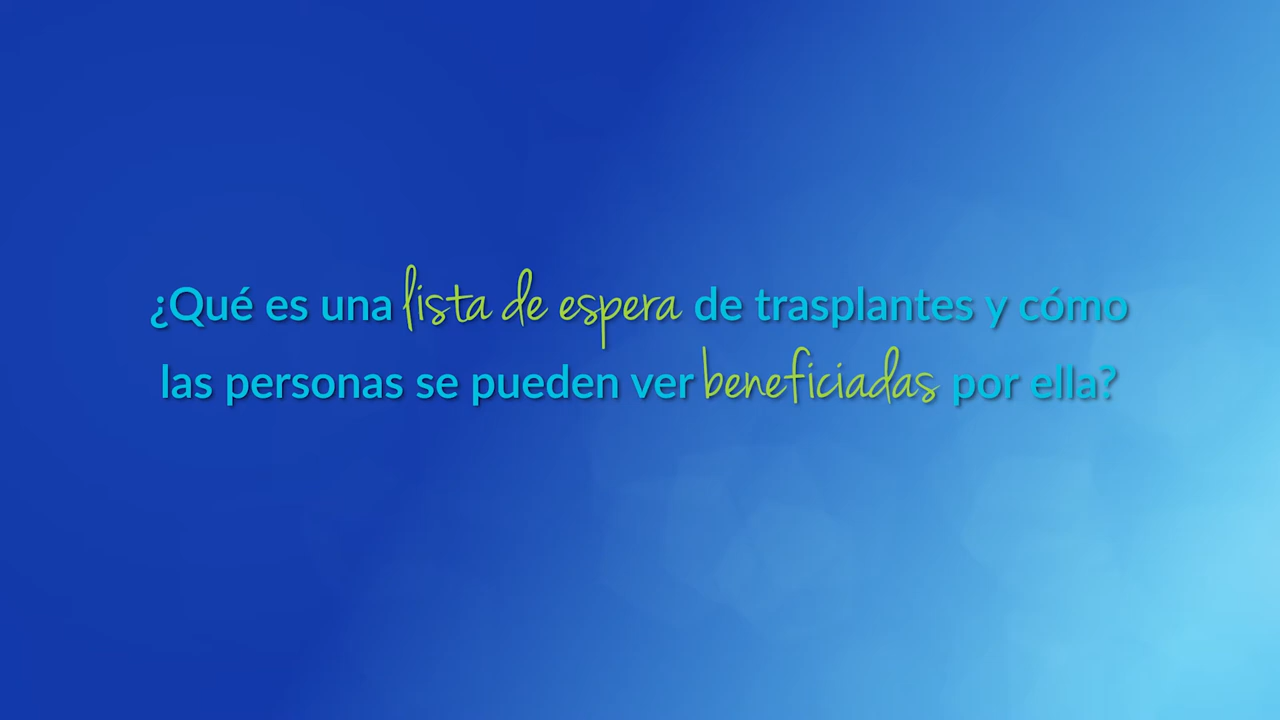 ¿Qué es una lista de espera de trasplantes y cómo
las personas se pueden ver beneficiadas por ella?